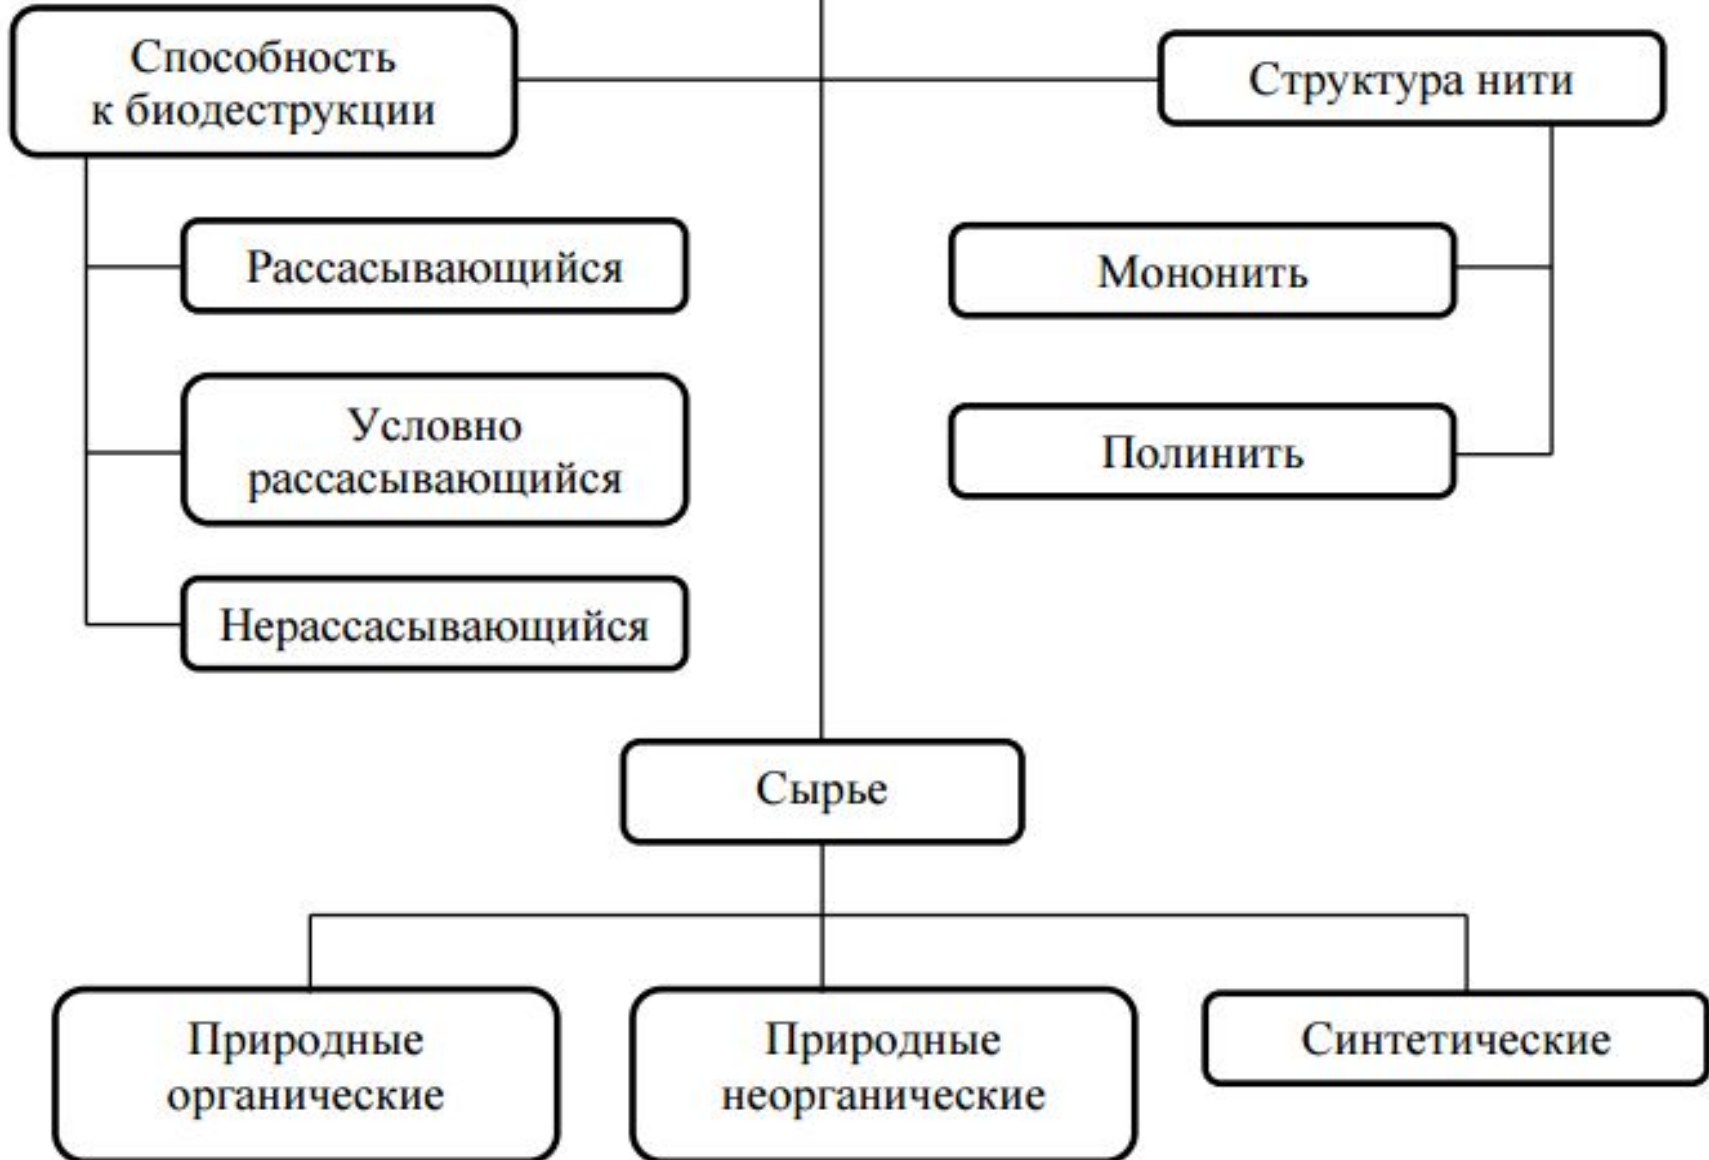 Способность
к биодеструкции
Структура нити
Рассасывающийся
Мононить
Условно
рассасывающийся
Полинить
Нерассасывающийся
Сырье
Природные
органические
Природные
неорганические
Синтетические